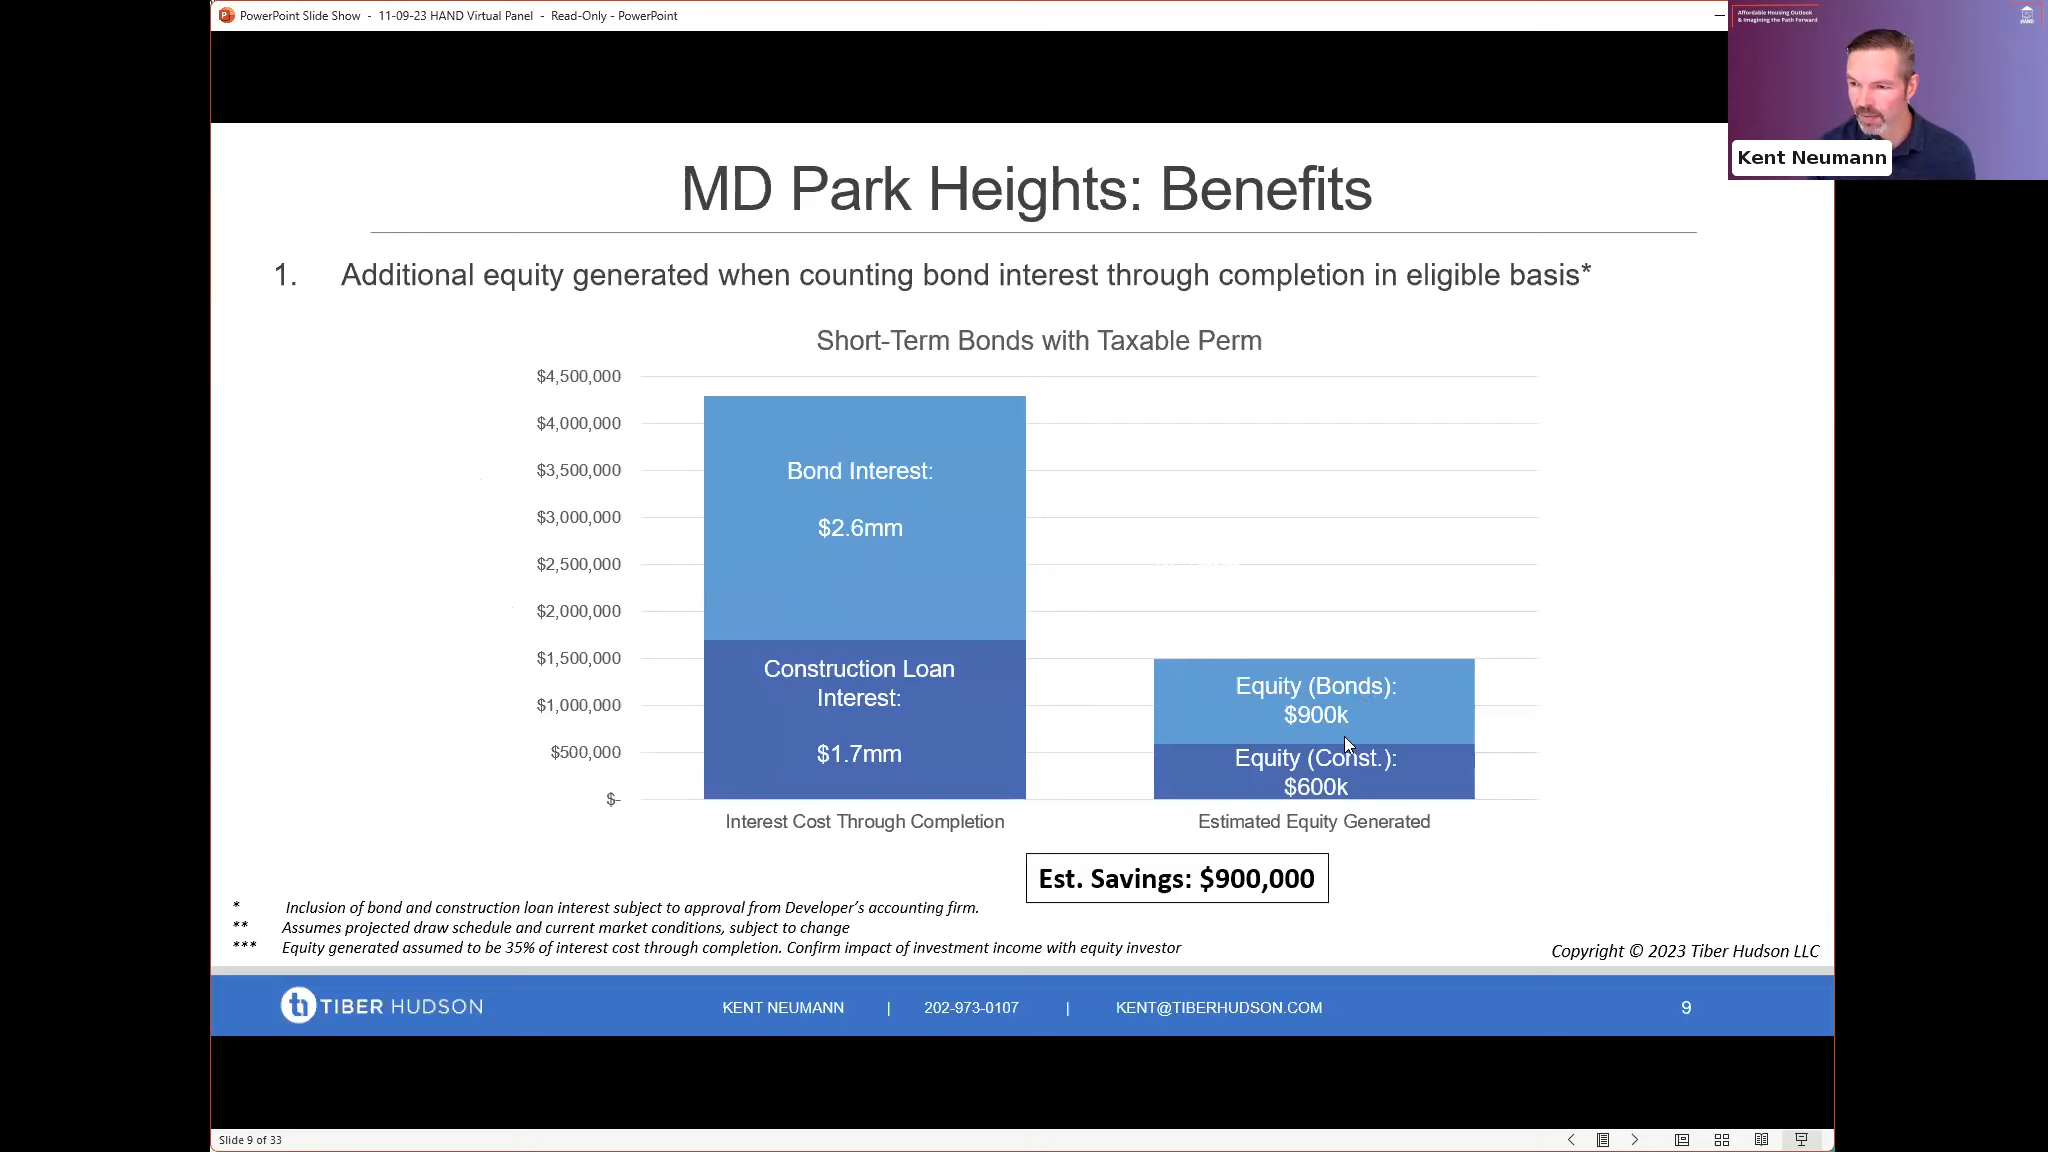 PowerPoint Slide Show - 11-09-23 HAND Virtual Panel - Read-Only - PowerPoint
Affordable Housing Outlook
& Imagining the Path Forward
HAND
Kent Neumann
MD Park Heights: Benefits
1. Additional equity generated when counting bond interest through completion in eligible basis*
Short-Term Bonds with Taxable Perm
$4,500,000
$4,000,000
$3,500,000
$3,000,000
$2,500,000
$2,000,000
$1,500,000
$1,000,000
$500,000
$-
Bond Interest:
$2.6mm
Construction Loan
Interest:
$1.7mm
Equity (Bonds):
$900k
Equity (Const.):
$600k
Interest Cost Through Completion
Estimated Equity Generated
Est. Savings: $900,000
* Inclusion of bond and construction loan interest subject to approval from Developer's accounting firm.
** Assumes projected draw schedule and current market conditions, subject to change
*** Equity generated assumed to be 35% of interest cost through completion. Confirm impact of investment income with equity investor
Copyright © 2023 Tiber Hudson LLC
TIBER HUDSON
KENT NEUMANN | 202-973-0107 | KENT@TIBERHUDSON.COM
9
Slide 9 of 33